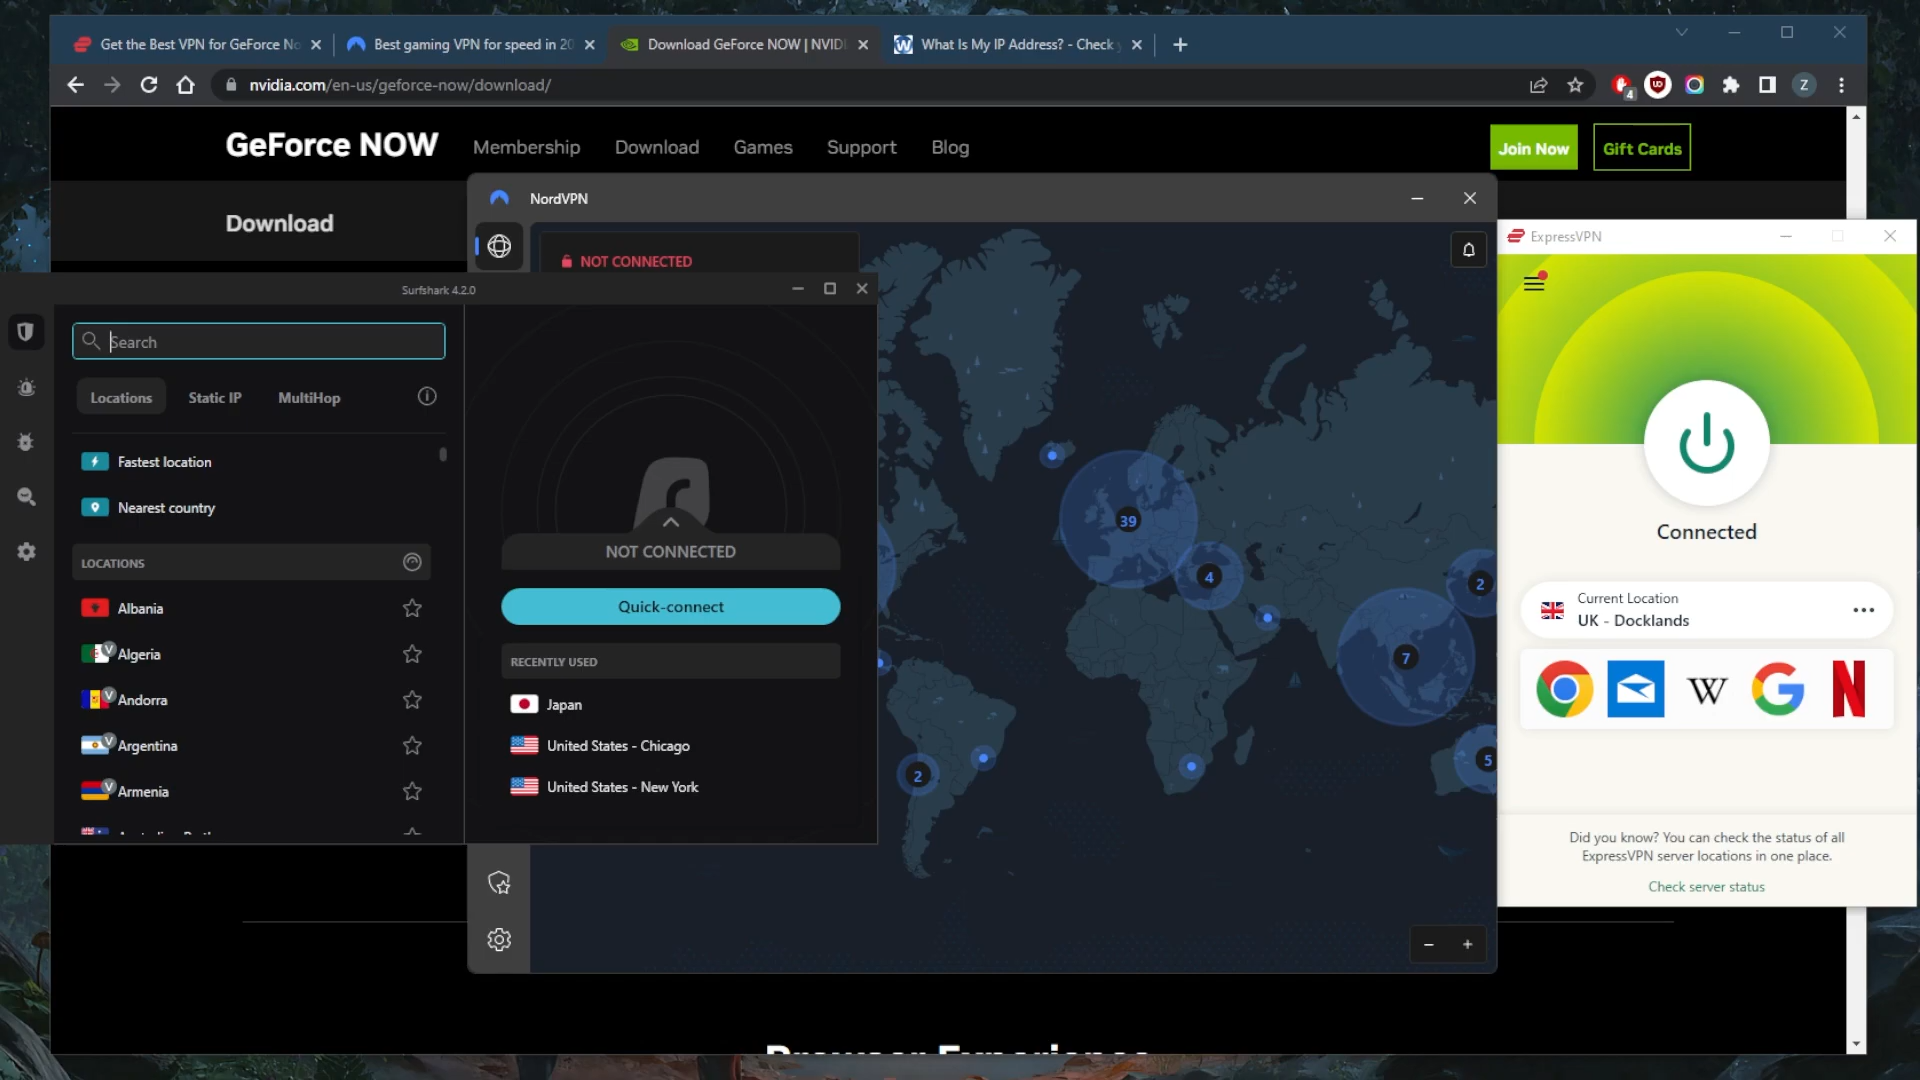 Get the Best VPN for GeForce No
Best gaming VPN for speed in 20
Download GeForce NOW | NVID
What Is My IP Address? - Check
nvidia.com/en-us/geforce-now/download/
4
Z
GeForce NOW
Membership
Download
Games
Support
Blog
Join Now
Gift Cards
Download
NordVPN
NOT CONNECTED
39
4
2
7
2
5
Surfshark 4.2.0
Search
Locations
Static IP
MultiHop
Fastest location
Nearest country
LOCATIONS
Albania
V Algeria
V Andorra
V Argentina
V Armenia
NOT CONNECTED
Quick-connect
RECENTLY USED
Japan
United States - Chicago
United States - New York
ExpressVPN
Connected
Current Location
UK - Docklands
W
G
N
Did you know? You can check the status of all
ExpressVPN server locations in one place.
Check server status
Browser Experience